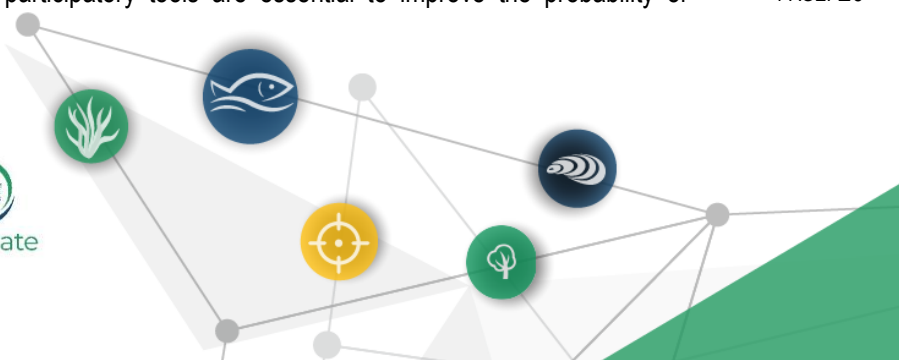 participatory tools are essential to improve the probability of
ate